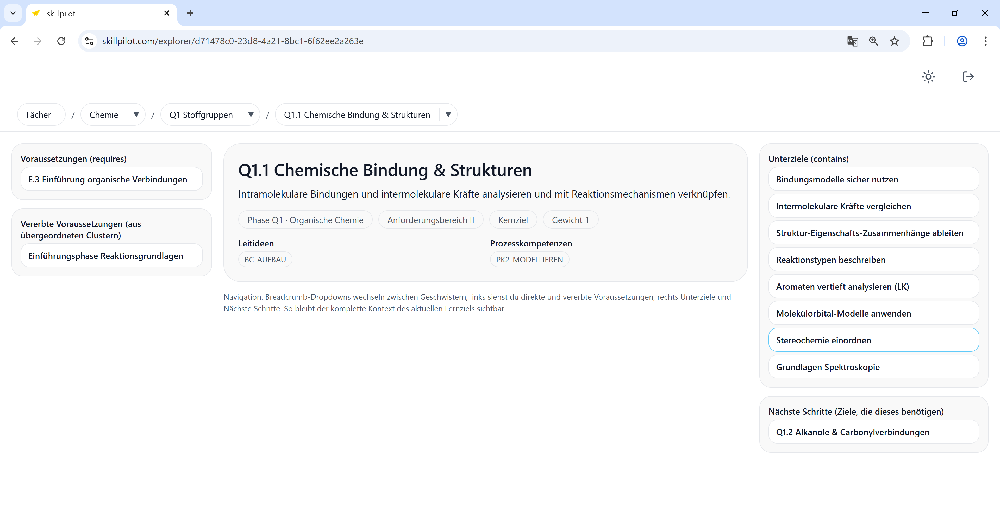 skillpilot
skillpilot.com/explorer/d71478c0-23d8-4a21-8bc1-6f62ee2a263e
Fächer / Chemie ▼ / Q1 Stoffgruppen ▼ / Q1.1 Chemische Bindung & Strukturen ▼
Voraussetzungen (requires)
E.3 Einführung organische Verbindungen
Vererbte Voraussetzungen (aus
übergeordneten Clustern)
Einführungsphase Reaktionsgrundlagen
Q1.1 Chemische Bindung & Strukturen
Intramolekulare Bindungen und intermolekulare Kräfte analysieren und mit Reaktionsmechanismen verknüpfen.
Phase Q1 · Organische Chemie Anforderungsbereich II Kernziel Gewicht 1
Leitideen
BC_AUFBAU
Prozesskompetenzen
PK2_MODELLIEREN
Navigation: Breadcrumb-Dropdowns wechseln zwischen Geschwistern, links siehst du direkte und vererbte Voraussetzungen, rechts Unterziele und
Nächste Schritte. So bleibt der komplette Kontext des aktuellen Lernziels sichtbar.
Unterziele (contains)
Bindungsmodelle sicher nutzen
Intermolekulare Kräfte vergleichen
Struktur-Eigenschafts-Zusammenhänge ableiten
Reaktionstypen beschreiben
Aromaten vertieft analysieren (LK)
Molekülorbital-Modelle anwenden
Stereochemie einordnen
Grundlagen Spektroskopie
Nächste Schritte (Ziele, die dieses benötigen)
Q1.2 Alkanole & Carbonylverbindungen